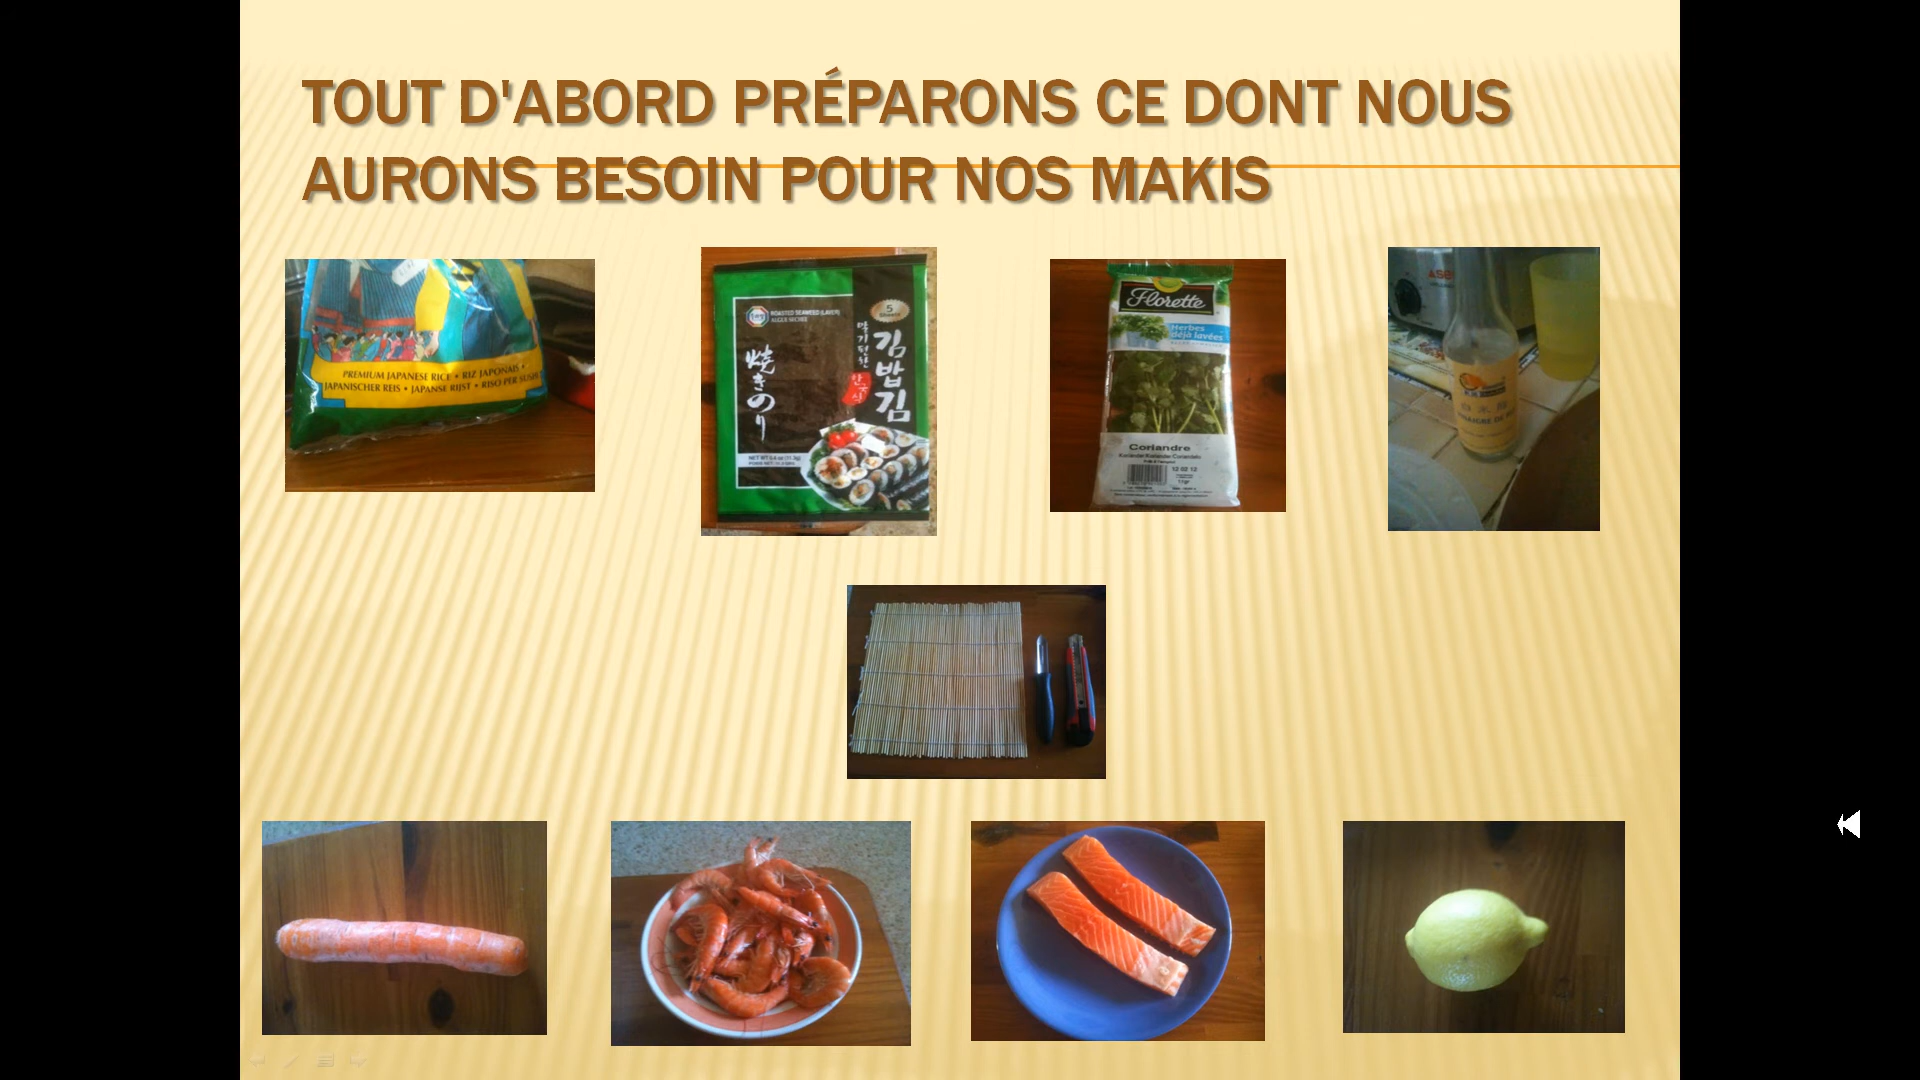 TOUT D'ABORD PRÉPARONS CE DONT NOUS
AURONS BESOIN POUR NOS MAKIS
PREMIUM JAPANESE RICE • RIZ JAPONAIS •
JAPANISCHER REIS • JAPANSE RIJST • RISO PER SUSHI
ROASTED SEAWEED (LAVER)
5
焼きのり
김밥김
Florette
Herbes
déjà lavées
Coriandre